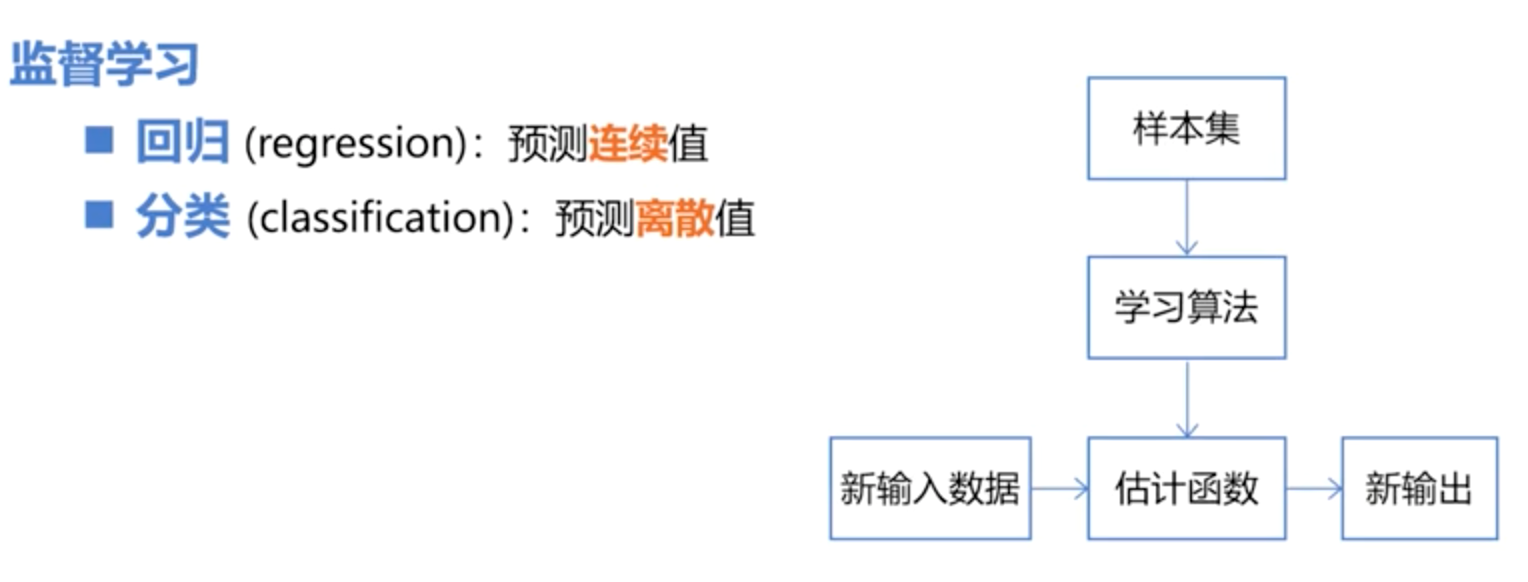 监督学习
回归 (regression)：预测连续值
分类 (classification)：预测离散值
样本集
学习算法
新输入数据
估计函数
新输出